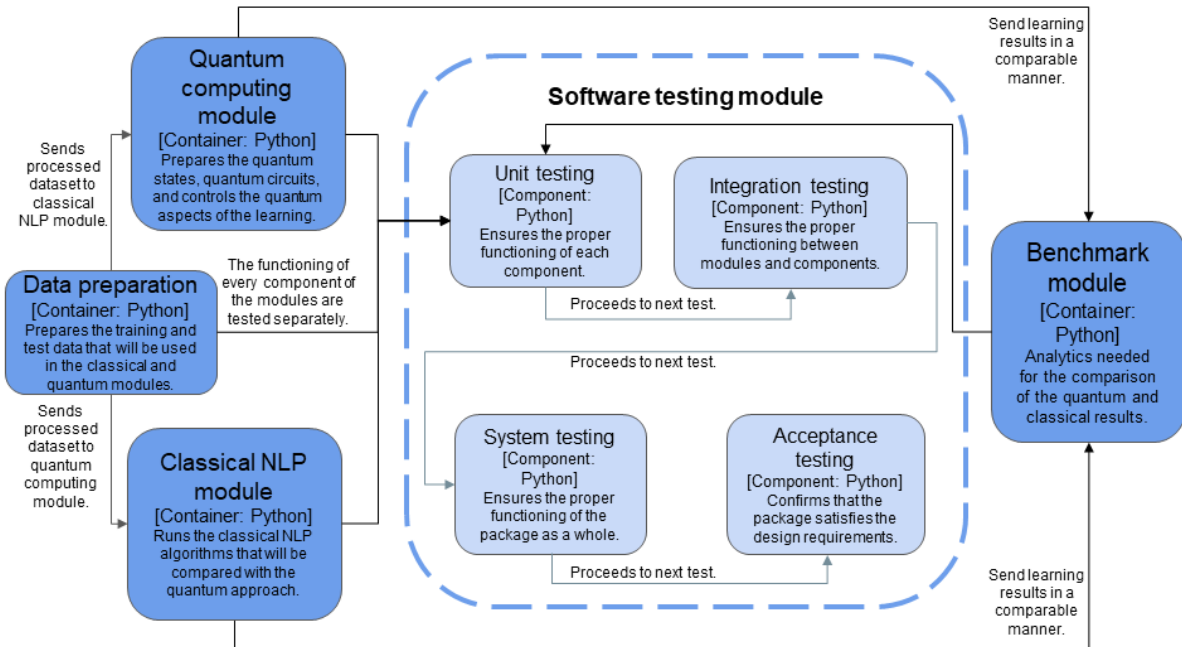 Quantum
computing
module
[Container: Python]
Prepares the quantum
states, quantum circuits,
and controls the quantum
aspects of the learning.
Sends
processed
dataset to
classical NLP
module.
Data preparation
[Container: Python]
Prepares the training and
test data that will be used
in the classical and
quantum modules.
The functioning of
every component of
the modules are
tested separately.
Sends
processed
dataset to
quantum
computing
module.
Classical NLP
module
[Container: Python]
Runs the classical NLP
algorithms that will be
compared with the
quantum approach.
Software testing module
Unit testing
[Component:
Python]
Ensures the proper
functioning of each
component.
Integration testing
[Component: Python]
Ensures the proper
functioning between
modules and components.
Proceeds to next test.
Proceeds to next test.
System testing
[Component:
Python]
Ensures the proper
functioning of the
package as a whole.
Acceptance
testing
[Component: Python]
Confirms that the
package satisfies the
design requirements.
Proceeds to next test.
Send learning
results in a
comparable
manner.
Benchmark
module
[Container:
Python]
Analytics needed
for the comparison
of the quantum and
classical results.
Send learning
results in a
comparable
manner.